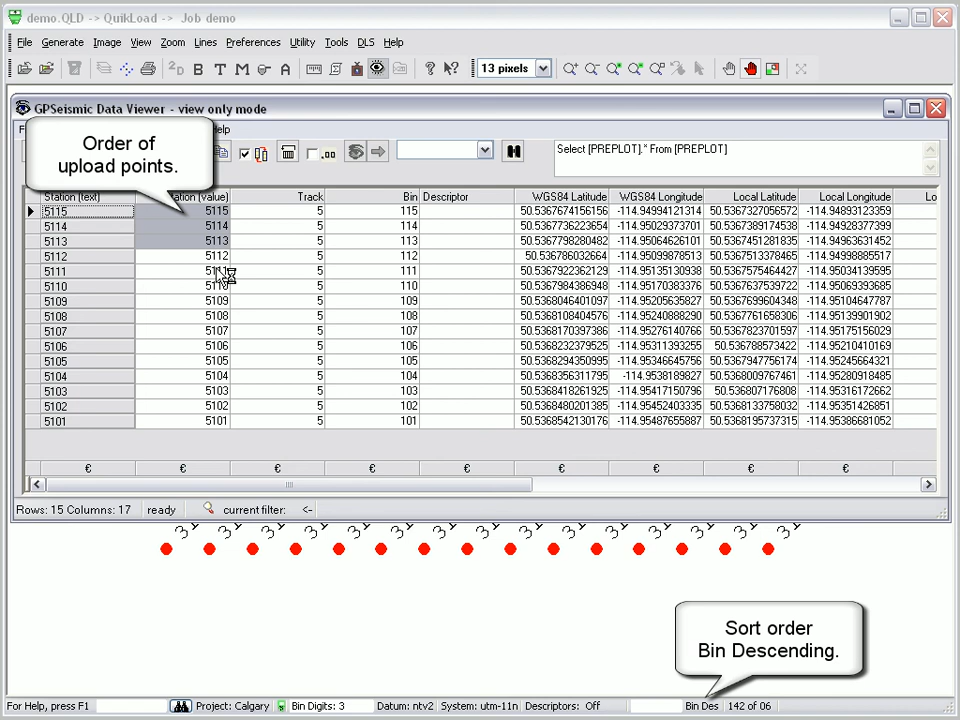 demo.QLD -> QuikLoad -> Job demo
File Generate Image View Zoom Lines Preferences Utility Tools DLS Help
2D B T M A ? ? 13 pixels
GPSeismic Data Viewer - view only mode
Order of
upload points.
.00
Select [PREPLOT].* From [PREPLOT]
Station (text) Track Bin Descriptor WGS84 Latitude WGS84 Longitude Local Latitude Local Longitude
5115 5115 5 115 50.5367674156156 -114.94994121314 50.5367327056572 -114.94893123359
5114 5114 5 114 50.5367736223654 -114.95029373701 50.5367389174538 -114.94928377399
5113 5113 5 113 50.5367798280482 -114.95064626101 50.5367451281835 -114.94963631452
5112 5112 5 112 50.536786032664 -114.95099878513 50.5367513378465 -114.94998885517
5111 5 111 50.5367922362129 -114.95135130938 50.5367575464427 -114.95034139595
5110 5 110 50.5367984386948 -114.95170383376 50.5367637539722 -114.95069393685
5109 5109 5 109 50.5368046401097 -114.95205635827 50.5367699604348 -114.95104647787
5108 5108 5 108 50.5368108404576 -114.95240888290 50.5367761658306 -114.95139901902
5107 5107 5 107 50.5368170397386 -114.95276140766 50.5367823701597 -114.95175156029
5106 5106 5 106 50.5368232379525 -114.95311393255 50.536788573422 -114.95210410169
5105 5105 5 105 50.5368294350995 -114.95346645756 50.5367947756174 -114.95245664321
5104 5104 5 104 50.5368356311795 -114.9538189827 50.5368009767461 -114.95280918485
5103 5103 5 103 50.5368418261925 -114.95417150796 50.536807176808 -114.95316172662
5102 5102 5 102 50.5368480201385 -114.95452403335 50.5368133758032 -114.95351426851
5101 5101 5 101 50.5368542130176 -114.95487655887 50.5368195737315 -114.95386681052
€ € € € € € € € €
Rows: 15 Columns: 17 ready current filter: <-
Sort order
Bin Descending.
For Help, press F1 Project: Calgary Bin Digits: 3 Datum: ntv2 System: utm-11n Descriptors: Off Bin Des 142 of 06